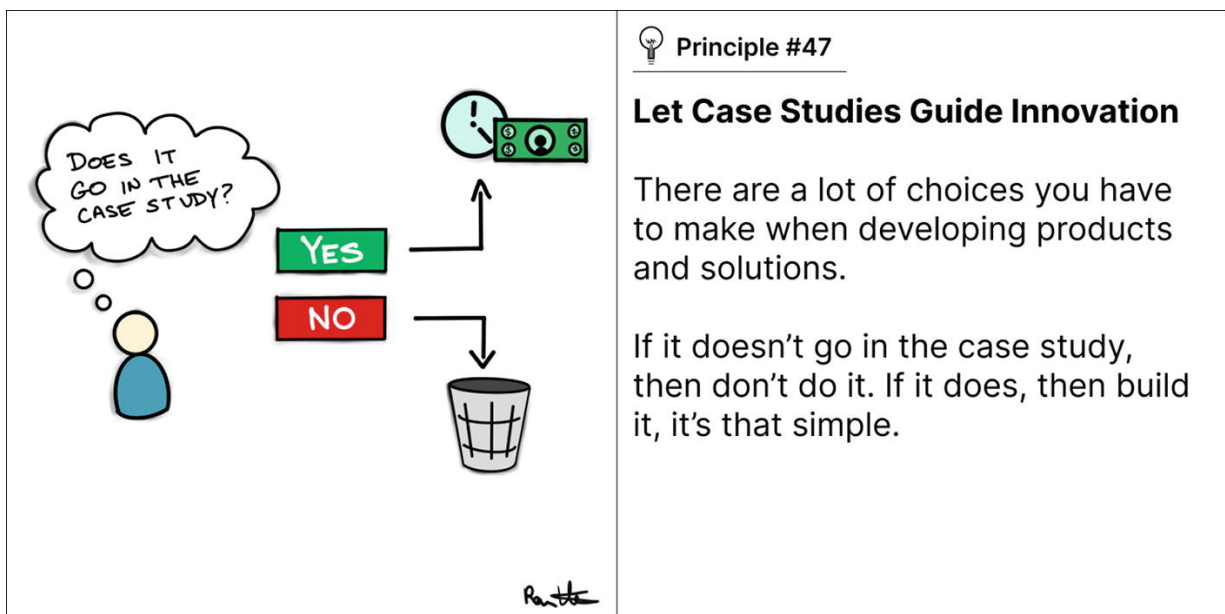 DOES IT
GO IN THE
CASE STUDY?
YES
NO
Principle #47
Let Case Studies Guide Innovation
There are a lot of choices you have
to make when developing products
and solutions.
If it doesn’t go in the case study,
then don’t do it. If it does, then build
it, it’s that simple.